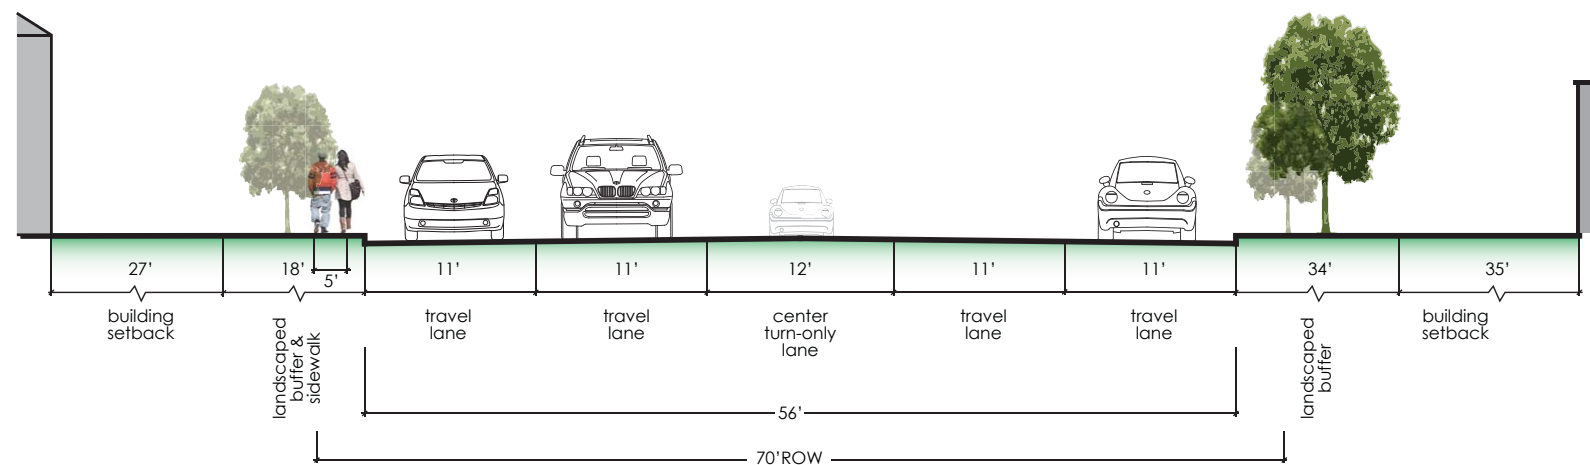 27'
18'
5'
11'
11'
12'
11'
11'
34'
35'
building
setback
landscaped
buffer &
sidewalk
travel
lane
travel
lane
center
turn-only
lane
travel
lane
travel
lane
landscaped
buffer
building
setback
56'
70'ROW